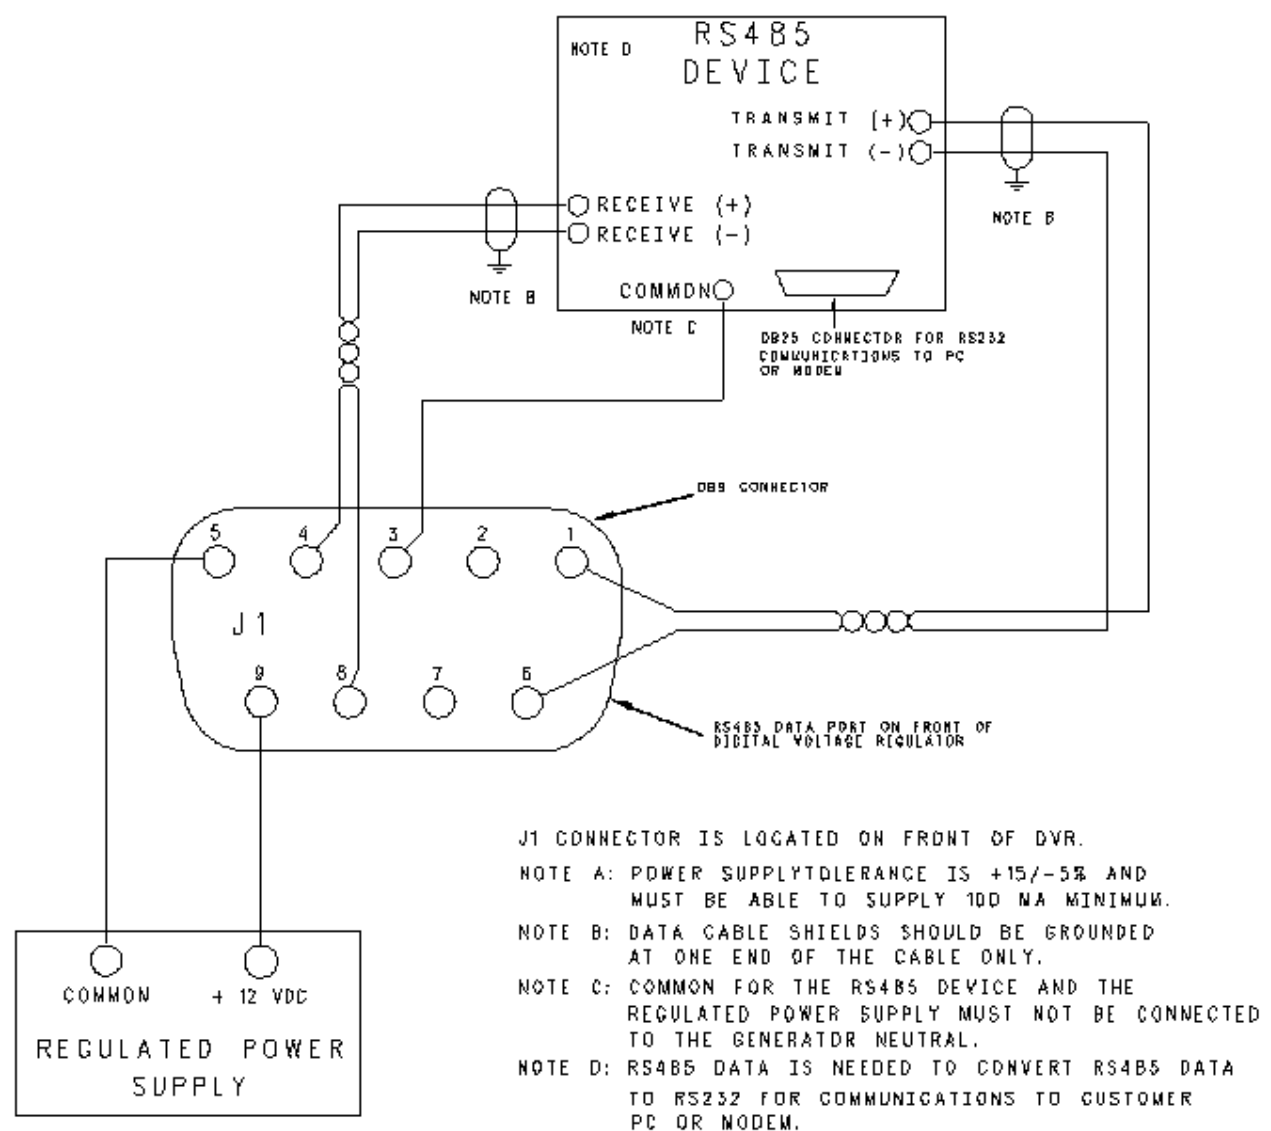 RS485
NOTE D
DEVICE
TRANSMIT (+)
TRANSMIT (-)
NOTE B
RECEIVE (+)
RECEIVE (-)
NOTE B
COMMON
NOTE C
DB25 CONNECTOR FOR RS232
COMMUNICATIONS TO PC
OR MODEM
DB9 CONNECTOR
5 4 3 2 1
J1
9 8 7 6
RS485 DATA PORT ON FRONT OF
DIGITAL VOLTAGE REGULATOR
J1 CONNECTOR IS LOCATED ON FRONT OF DVR.
NOTE A: POWER SUPPLYTOLERANCE IS +15/-5% AND
MUST BE ABLE TO SUPPLY 100 MA MINIMUM.
NOTE B: DATA CABLE SHIELDS SHOULD BE GROUNDED
AT ONE END OF THE CABLE ONLY.
NOTE C: COMMON FOR THE RS485 DEVICE AND THE
REGULATED POWER SUPPLY MUST NOT BE CONNECTED
TO THE GENERATOR NEUTRAL.
NOTE D: RS485 DATA IS NEEDED TO CONVERT RS485 DATA
TO RS232 FOR COMMUNICATIONS TO CUSTOMER
PC OR MODEM.
COMMON + 12 VDC
REGULATED POWER
SUPPLY